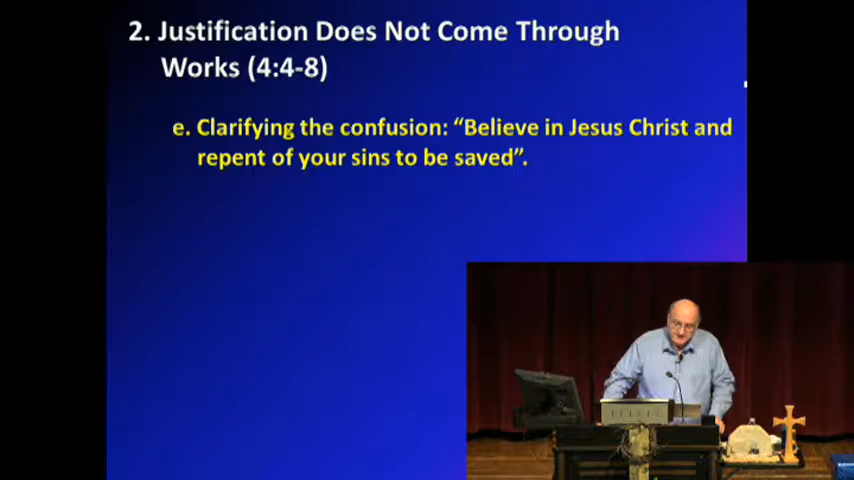 2. Justification Does Not Come Through
Works (4:4-8)
e. Clarifying the confusion: “Believe in Jesus Christ and
repent of your sins to be saved”.